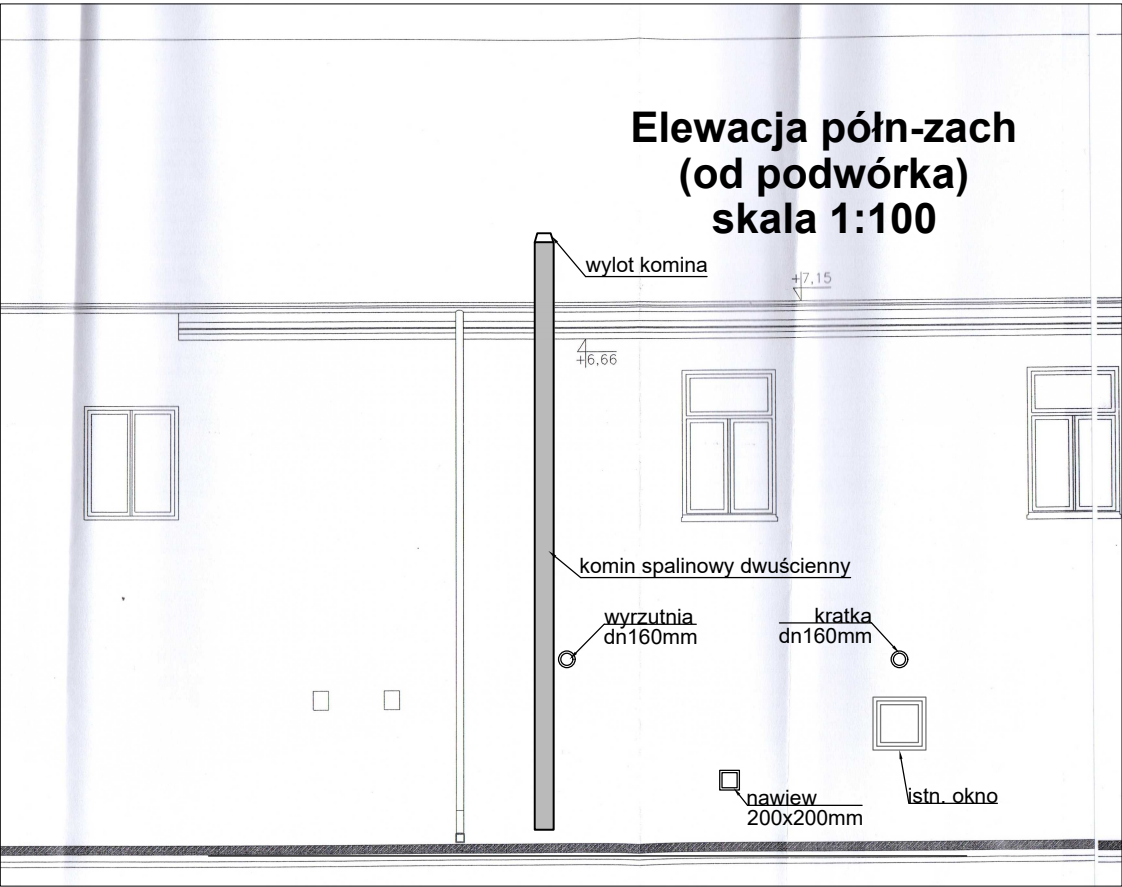 Elewacja półn-zach
(od podwórka)
skala 1:100
wylot komina
+7,15
+6,66
komin spalinowy dwuścienny
wyrzutnia
dn160mm
kratka
dn160mm
nawiew
200x200mm
istn. okno